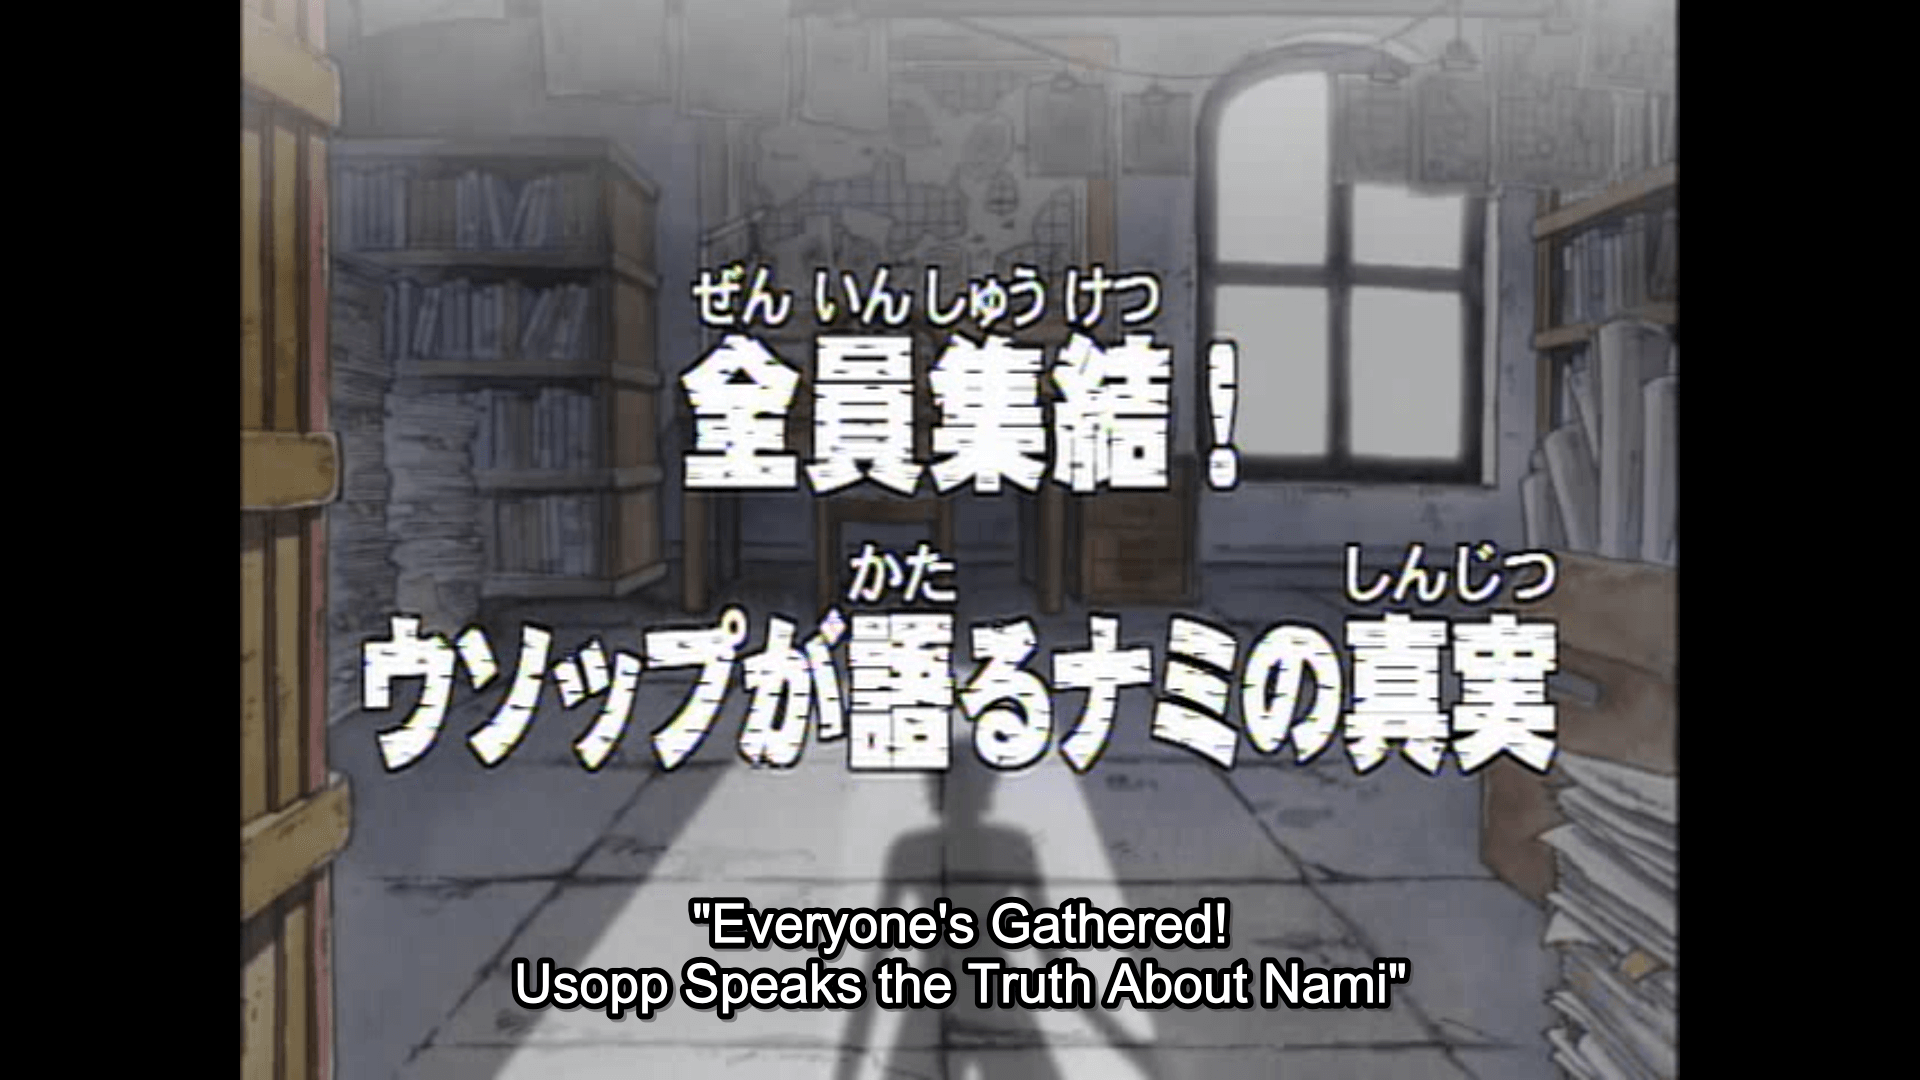 ぜんいんしゅうけつ
全員集結！
かた しんじつ
ウソップが語るナミの真実
"Everyone's Gathered!
Usopp Speaks the Truth About Nami"